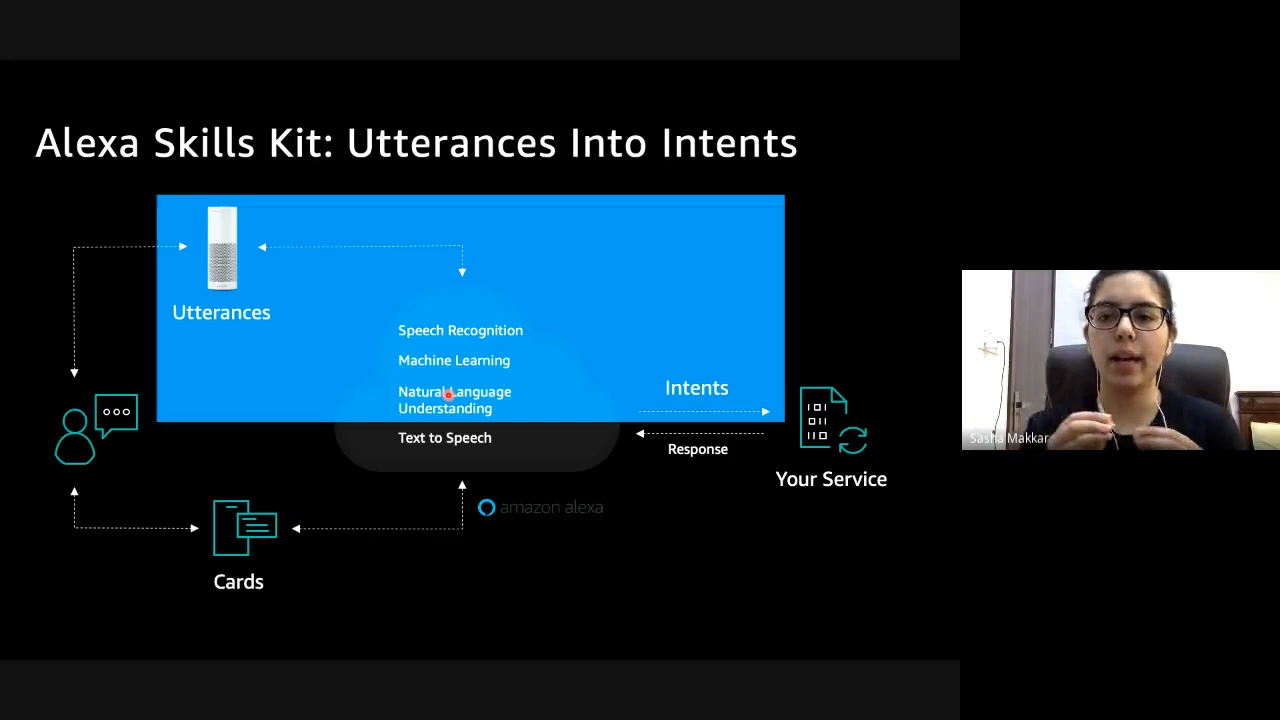 Alexa Skills Kit: Utterances Into Intents
Utterances
Speech Recognition
Machine Learning
Natural Language
Understanding
Text to Speech
Intents
Response
Your Service
amazon alexa
Cards
Sasha Makkar